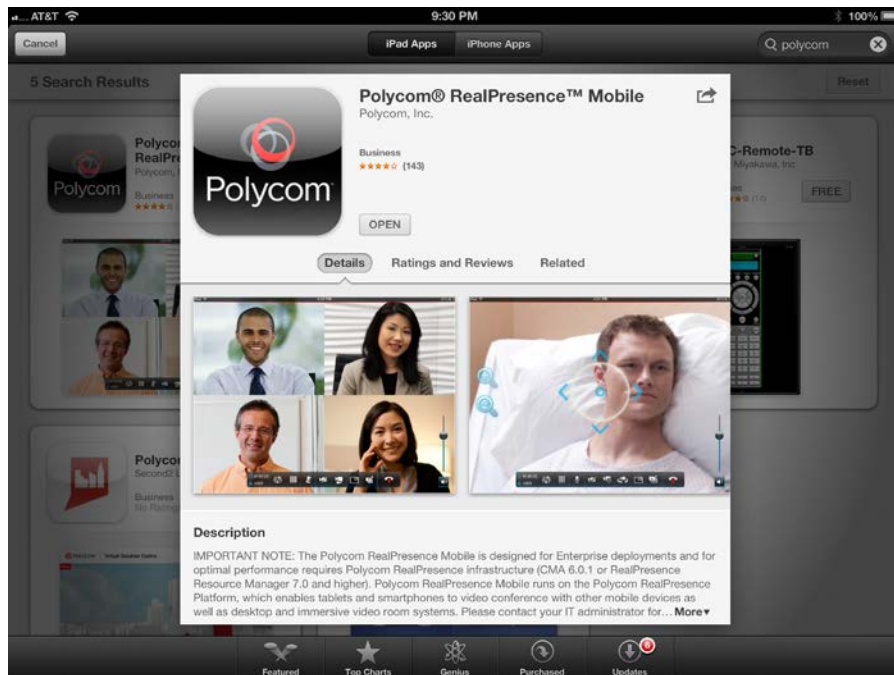 AT&T 9:30 PM 100%
Cancel iPad Apps iPhone Apps polycom
5 Search Results Reset
Polycom® RealPresence™ Mobile
Polycom, Inc.
Business
(143)
Polycom
OPEN
Details Ratings and Reviews Related
Polycom
Business
C-Remote-TB
Miyakawa, Inc.
FREE
Description
IMPORTANT NOTE: The Polycom RealPresence Mobile is designed for Enterprise deployments and for
optimal performance requires Polycom RealPresence infrastructure (CMA 6.0.1 or RealPresence
Resource Manager 7.0 and higher). Polycom RealPresence Mobile runs on the Polycom RealPresence
Platform, which enables tablets and smartphones to video conference with other mobile devices as
well as desktop and immersive video room systems. Please contact your IT administrator for... More
Business
Featured Top Charts Genius Purchased Updates
6